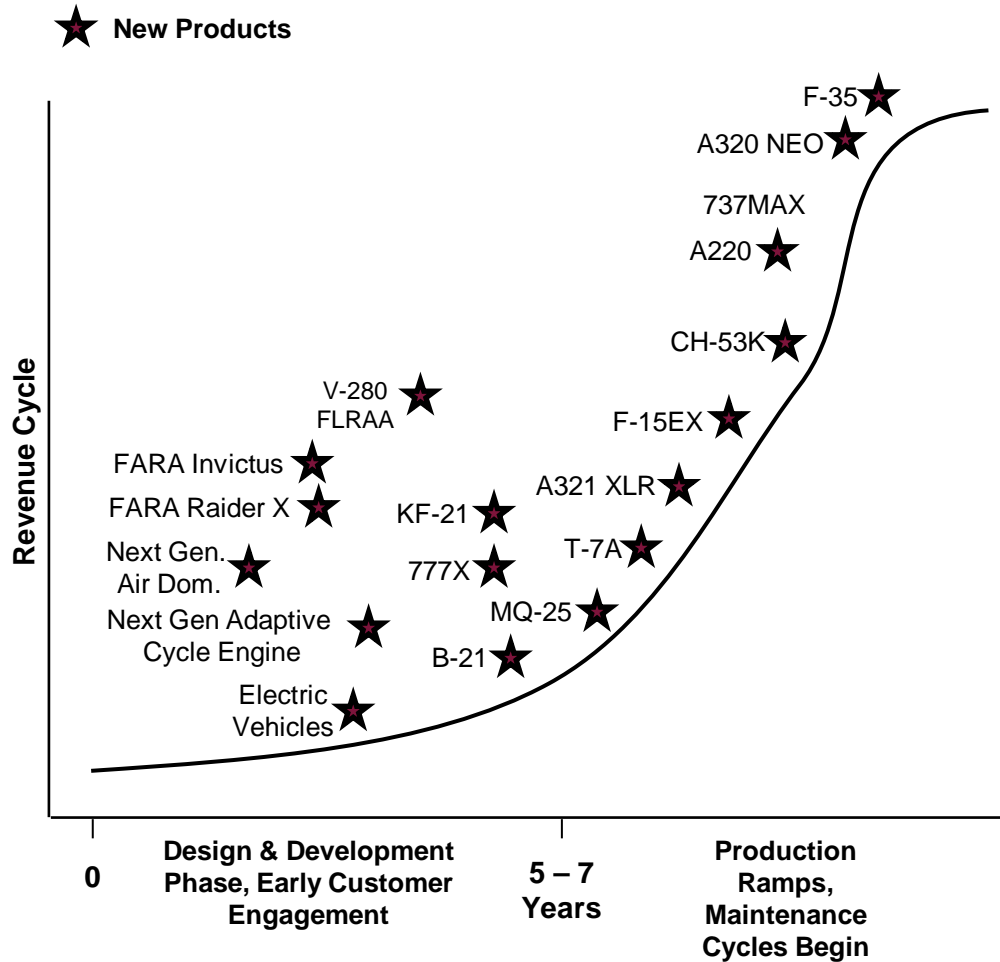 New Products
F-35
A320 NEO
737MAX
A220
CH-53K
V-280
FLRAA
F-15EX
FARA Invictus
A321 XLR
FARA Raider X
KF-21
T-7A
Next Gen.
Air Dom.
777X
MQ-25
Next Gen Adaptive
Cycle Engine
B-21
Electric
Vehicles
Revenue Cycle
0
Design & Development
Phase, Early Customer
Engagement
5 – 7
Years
Production
Ramps,
Maintenance
Cycles Begin